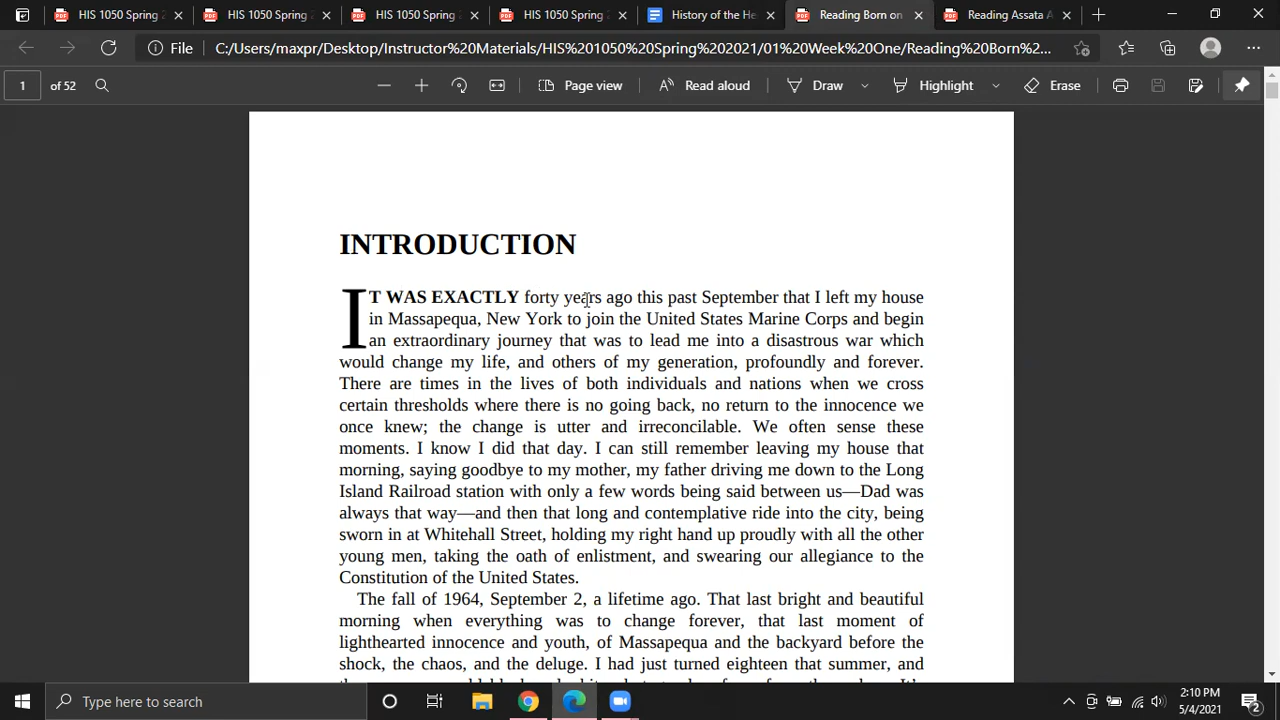 HIS 1050 Spring
HIS 1050 Spring
HIS 1050 Spring
HIS 1050 Spring
History of the He
Reading Born on
Reading Assata A
File
C:/Users/maxpr/Desktop/Instructor%20Materials/HIS%201050%20Spring%202021/01%20Week%20One/Reading%20Born%2...
1 of 52
Page view
Read aloud
Draw
Highlight
Erase
INTRODUCTION
IT WAS EXACTLY forty years ago this past September that I left my house
in Massapequa, New York to join the United States Marine Corps and begin
an extraordinary journey that was to lead me into a disastrous war which
would change my life, and others of my generation, profoundly and forever.
There are times in the lives of both individuals and nations when we cross
certain thresholds where there is no going back, no return to the innocence we
once knew; the change is utter and irreconcilable. We often sense these
moments. I know I did that day. I can still remember leaving my house that
morning, saying goodbye to my mother, my father driving me down to the Long
Island Railroad station with only a few words being said between us—Dad was
always that way—and then that long and contemplative ride into the city, being
sworn in at Whitehall Street, holding my right hand up proudly with all the other
young men, taking the oath of enlistment, and swearing our allegiance to the
Constitution of the United States.
The fall of 1964, September 2, a lifetime ago. That last bright and beautiful
morning when everything was to change forever, that last moment of
lighthearted innocence and youth, of Massapequa and the backyard before the
shock, the chaos, and the deluge. I had just turned eighteen that summer, and
Type here to search
2:10 PM
5/4/2021
2